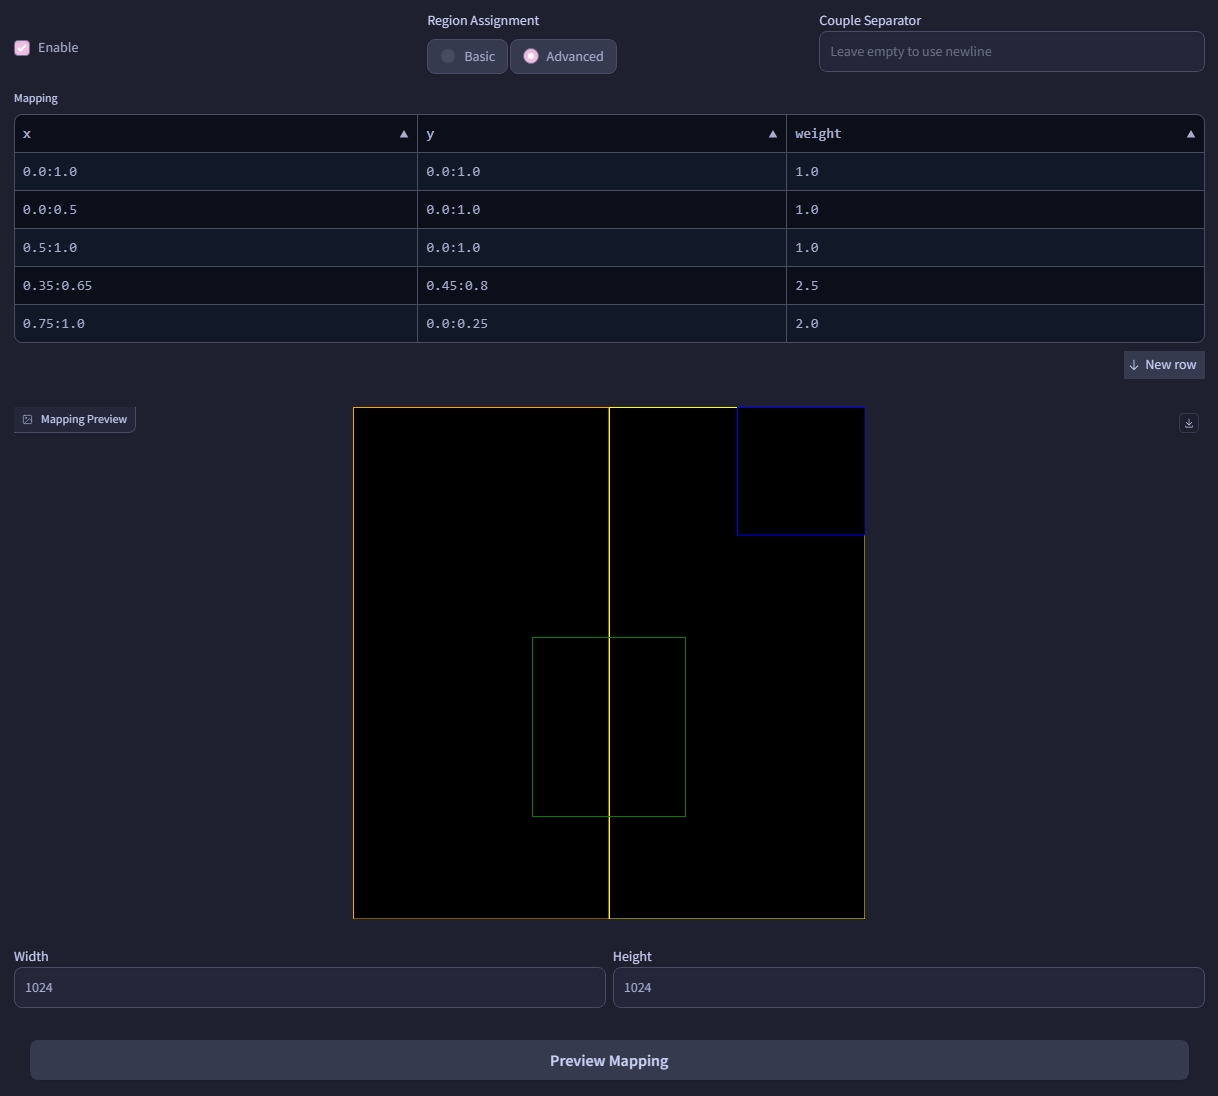 Enable
Region Assignment
Basic
Advanced
Couple Separator
Leave empty to use newline
Mapping
x y weight
0.0:1.0 0.0:1.0 1.0
0.0:0.5 0.0:1.0 1.0
0.5:1.0 0.0:1.0 1.0
0.35:0.65 0.45:0.8 2.5
0.75:1.0 0.0:0.25 2.0
New row
Mapping Preview
Width
1024
Height
1024
Preview Mapping